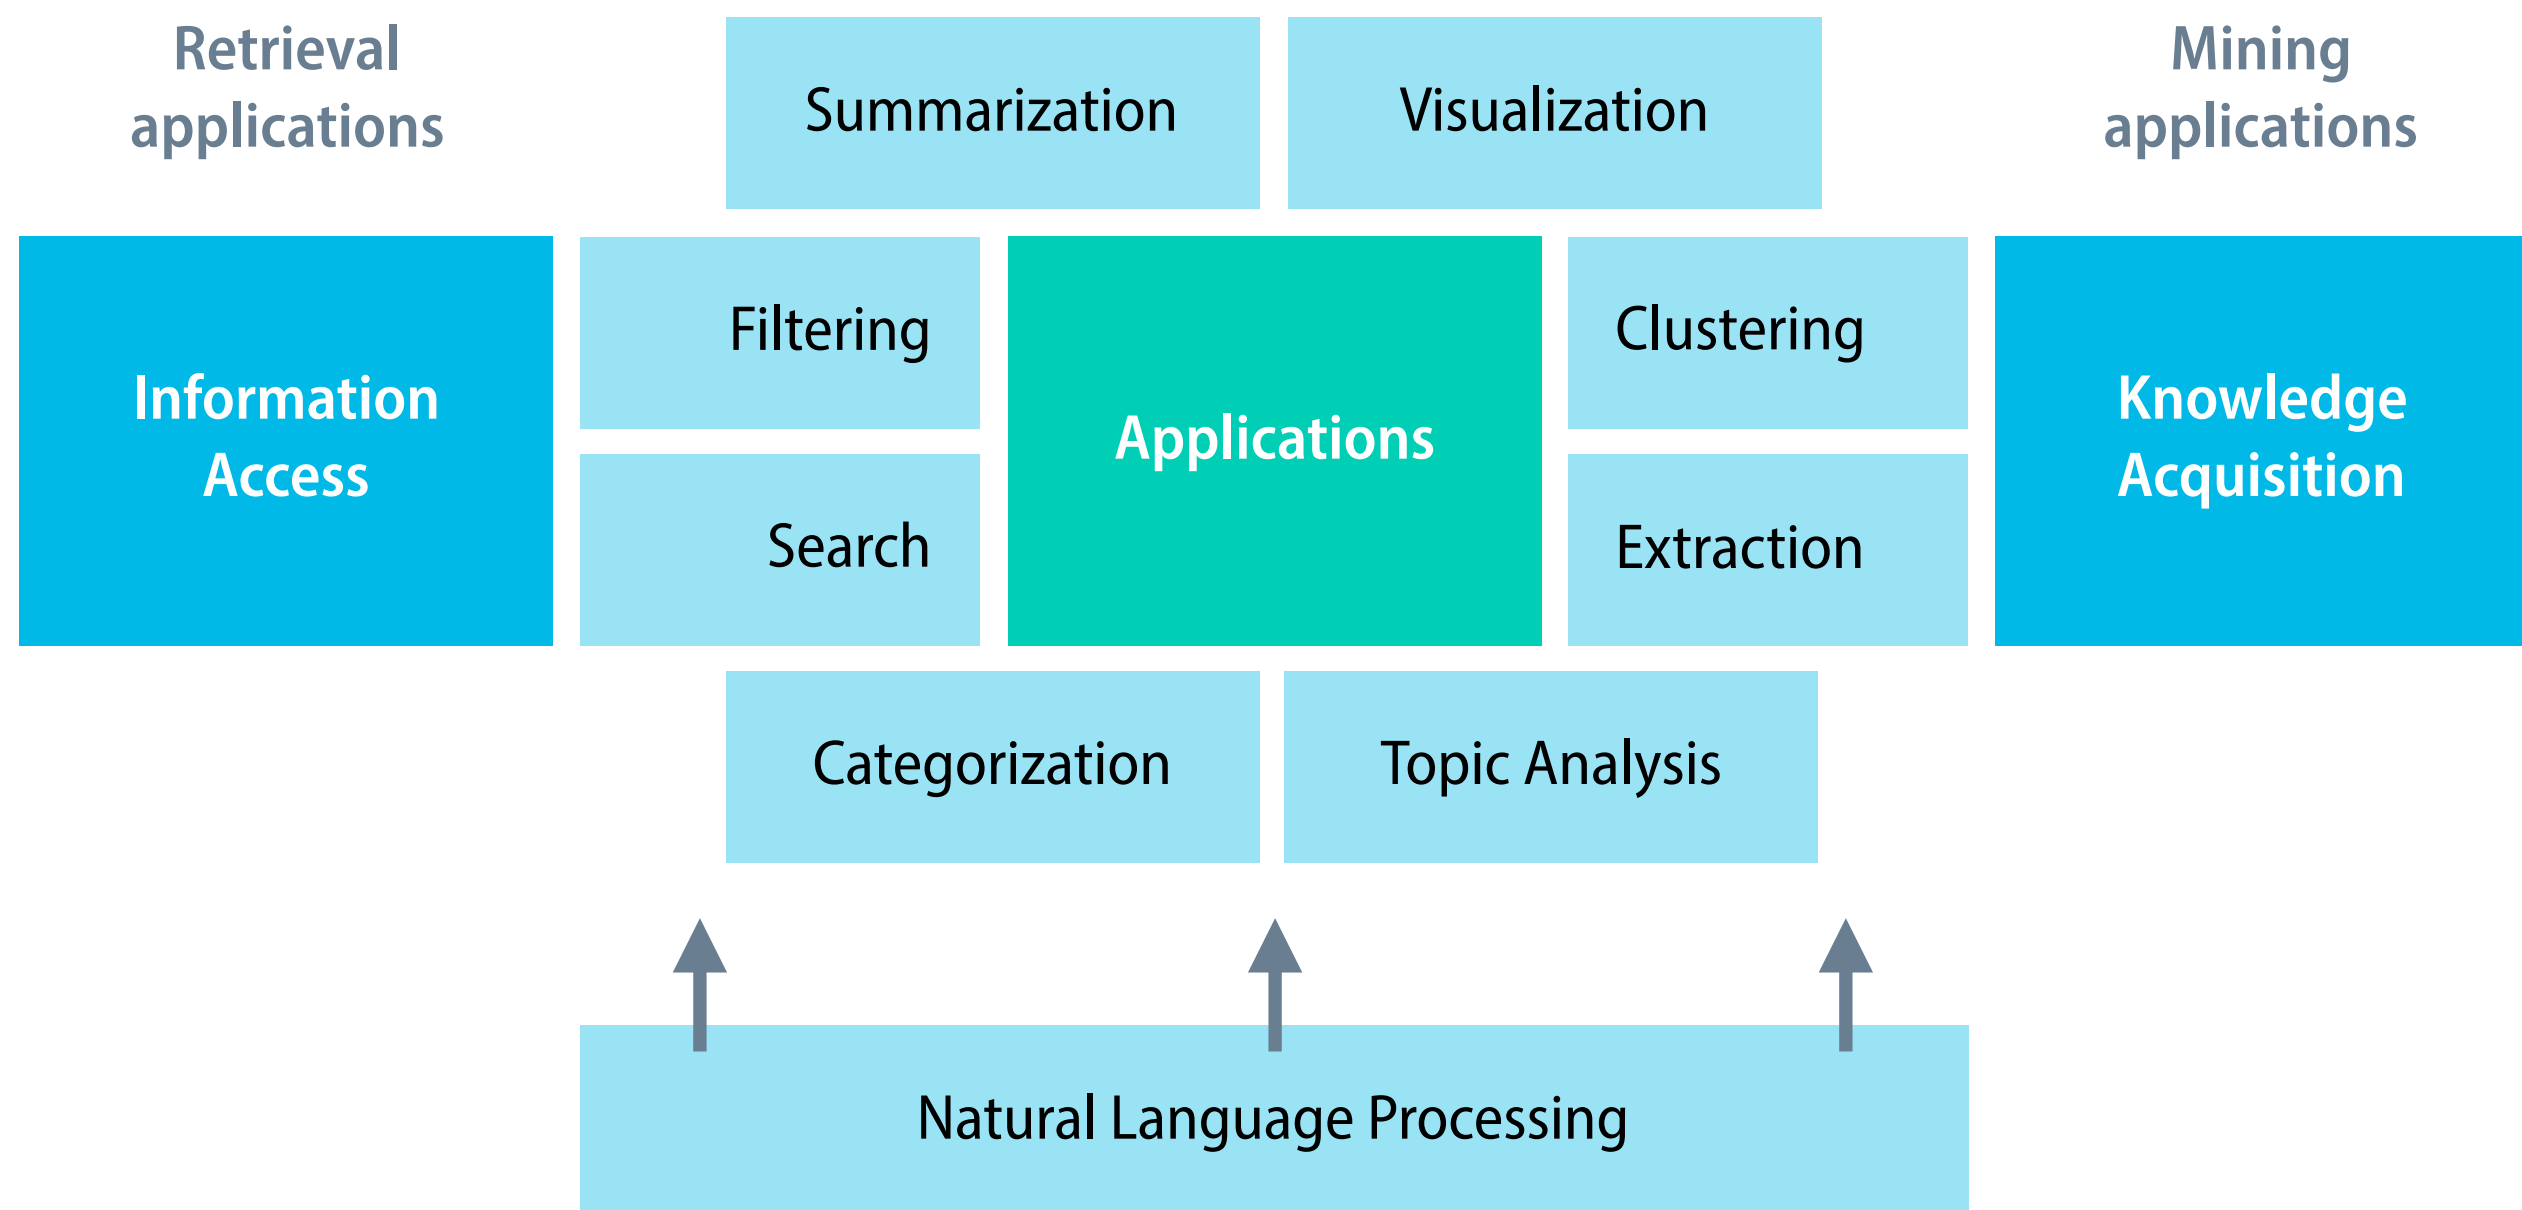 Retrieval
applications
Summarization
Visualization
Mining
applications
Information
Access
Filtering
Search
Applications
Clustering
Extraction
Knowledge
Acquisition
Categorization
Topic Analysis
Natural Language Processing